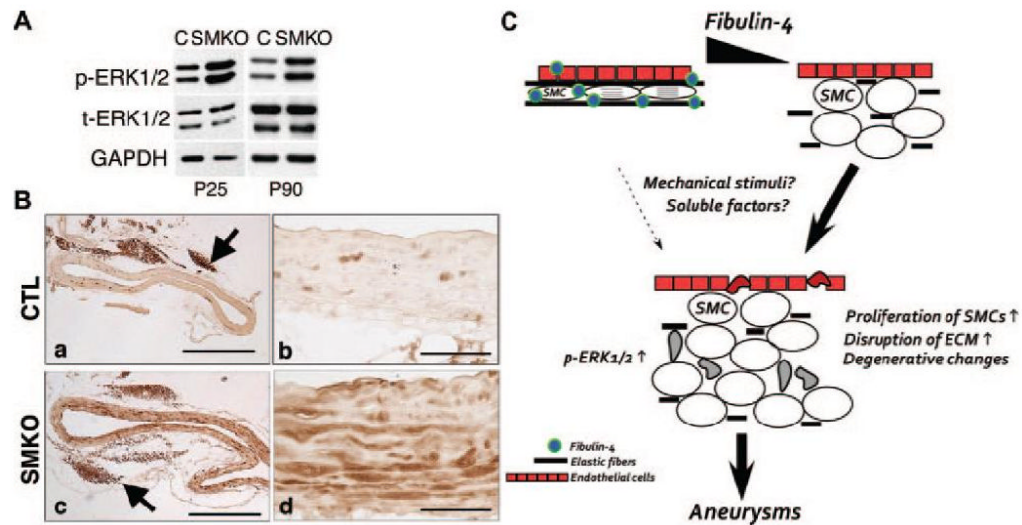 A
C SMKO C SMKO
p-ERK1/2
t-ERK1/2
GAPDH
P25 P90
B
CTL
a b
SMKO
c d
C
Fibulin-4
SMC
SMC
Mechanical stimuli?
Soluble factors?
SMC
p-ERK1/2 ↑
Proliferation of SMCs ↑
Disruption of ECM ↑
Degenerative changes
Fibulin-4
Elastic fibers
Endothelial cells
Aneurysms